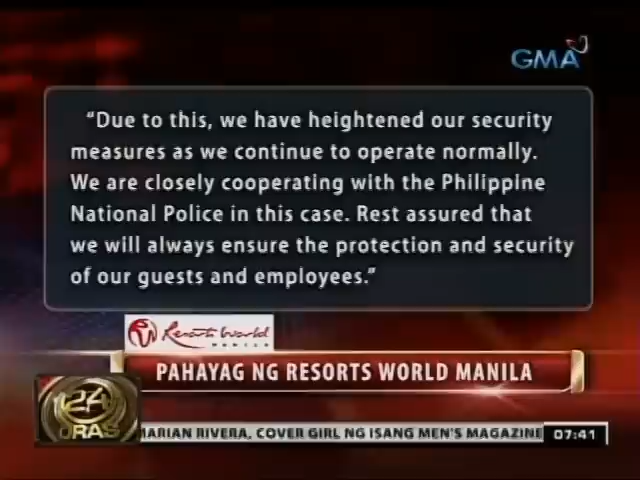 GMA
“Due to this, we have heightened our security
measures as we continue to operate normally.
We are closely cooperating with the Philippine
National Police in this case. Rest assured that
we will always ensure the protection and security
of our guests and employees.”
RW Resorts World
MANILA
PAHAYAG NG RESORTS WORLD MANILA
24
ORAS
MARIAN RIVERA, COVER GIRL NG ISANG MEN'S MAGAZINE
07:41